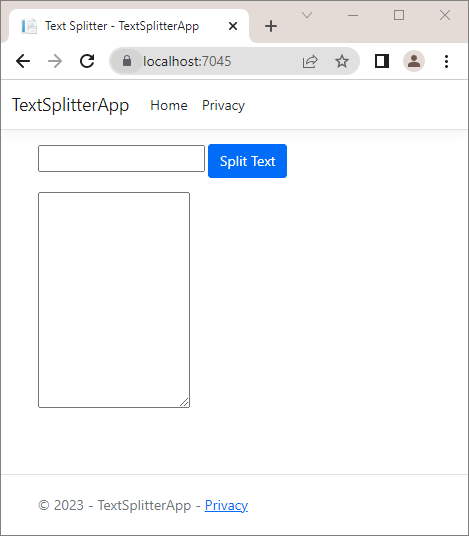 Text Splitter - TextSplitterApp
localhost:7045
TextSplitterApp Home Privacy
Split Text
© 2023 - TextSplitterApp - Privacy